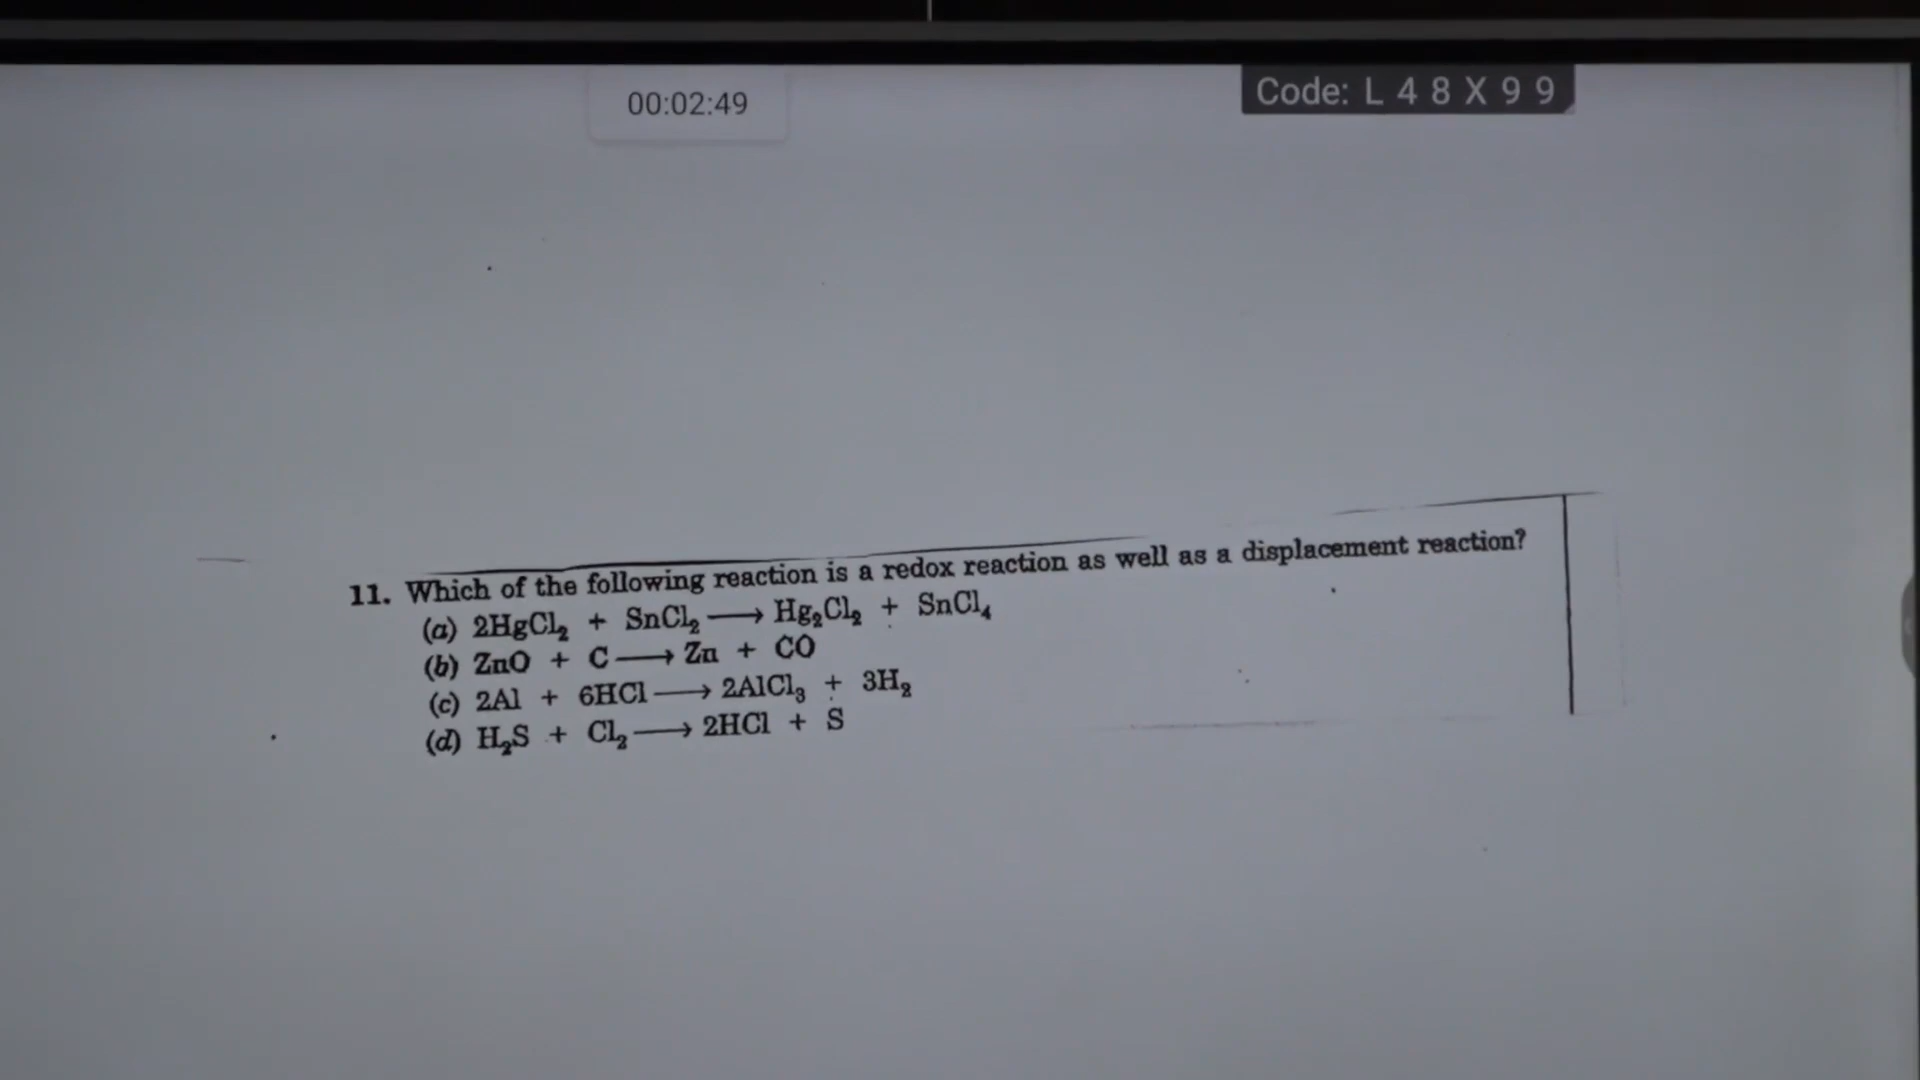 00:02:49
Code: L 4 8 X 9 9
11. Which of the following reaction is a redox reaction as well as a displacement reaction?
(a) 2HgCl₂ + SnCl₂ ⟶ Hg₂Cl₂ + SnCl₄
(b) ZnO + C ⟶ Zn + CO
(c) 2Al + 6HCl ⟶ 2AlCl₃ + 3H₂
(d) H₂S + Cl₂ ⟶ 2HCl + S